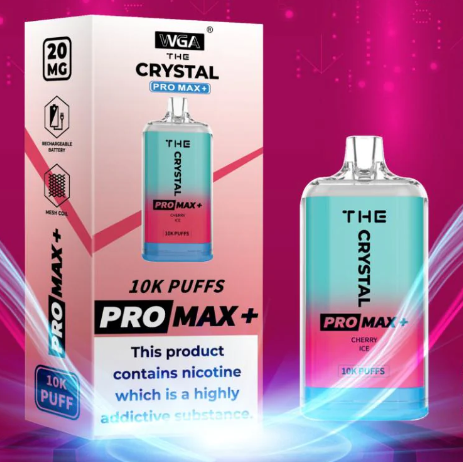 20
MG
RECHARGEABLE
BATTERY
MESH COIL
PRO MAX+
10K
PUFF
WGA®
THE
CRYSTAL
PRO MAX+
THE
CRYSTAL
PRO MAX+
CHERRY
ICE
10K PUFFS
10K PUFFS
PRO MAX+
This product
contains nicotine
which is a highly
addictive substance.
THE
CRYSTAL
PRO MAX+
CHERRY
ICE
10K PUFFS